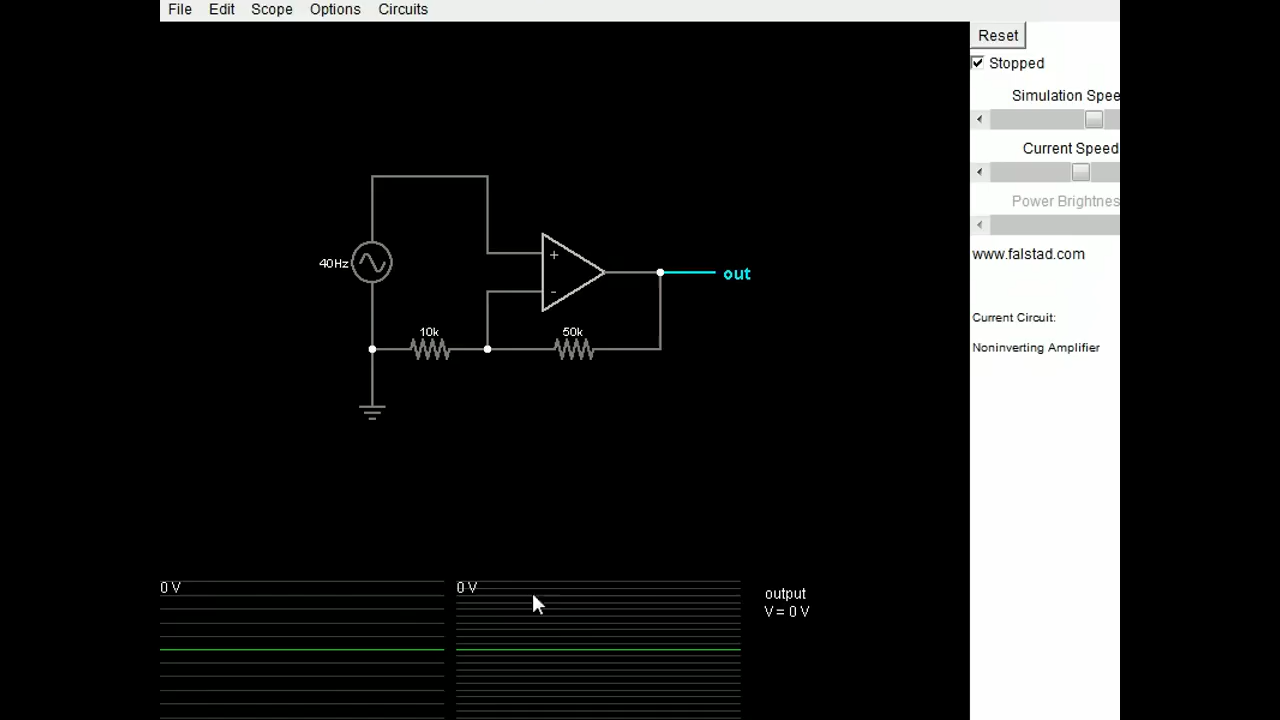 File Edit Scope Options Circuits
Reset
Stopped
Simulation Spee
Current Speed
Power Brightnes
www.falstad.com
Current Circuit:
Noninverting Amplifier
40Hz
+
-
out
10k
50k
0 V
0 V
output
V = 0 V